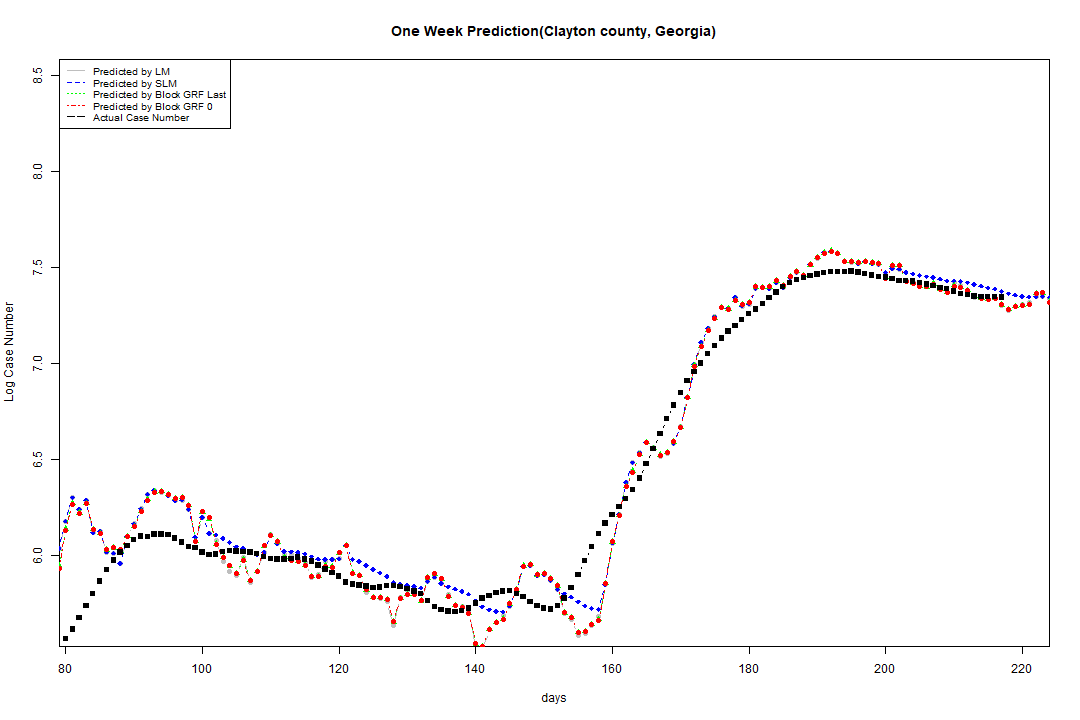 One Week Prediction(Clayton county, Georgia)
Predicted by LM
Predicted by SLM
Predicted by Block GRF Last
Predicted by Block GRF 0
Actual Case Number
8.5
8.0
7.5
7.0
6.5
6.0
Log Case Number
80 100 120 140 160 180 200 220
days